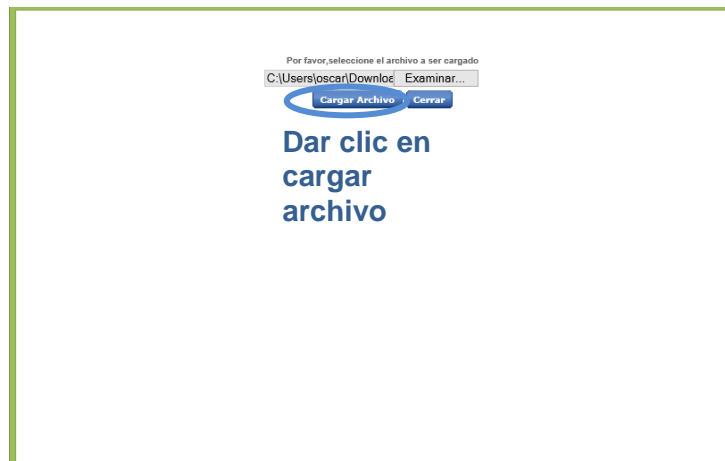 Por favor,seleccione el archivo a ser cargado
C:\Users\oscar\Downloa Examinar...
Cargar Archivo Cerrar
Dar clic en
cargar
archivo